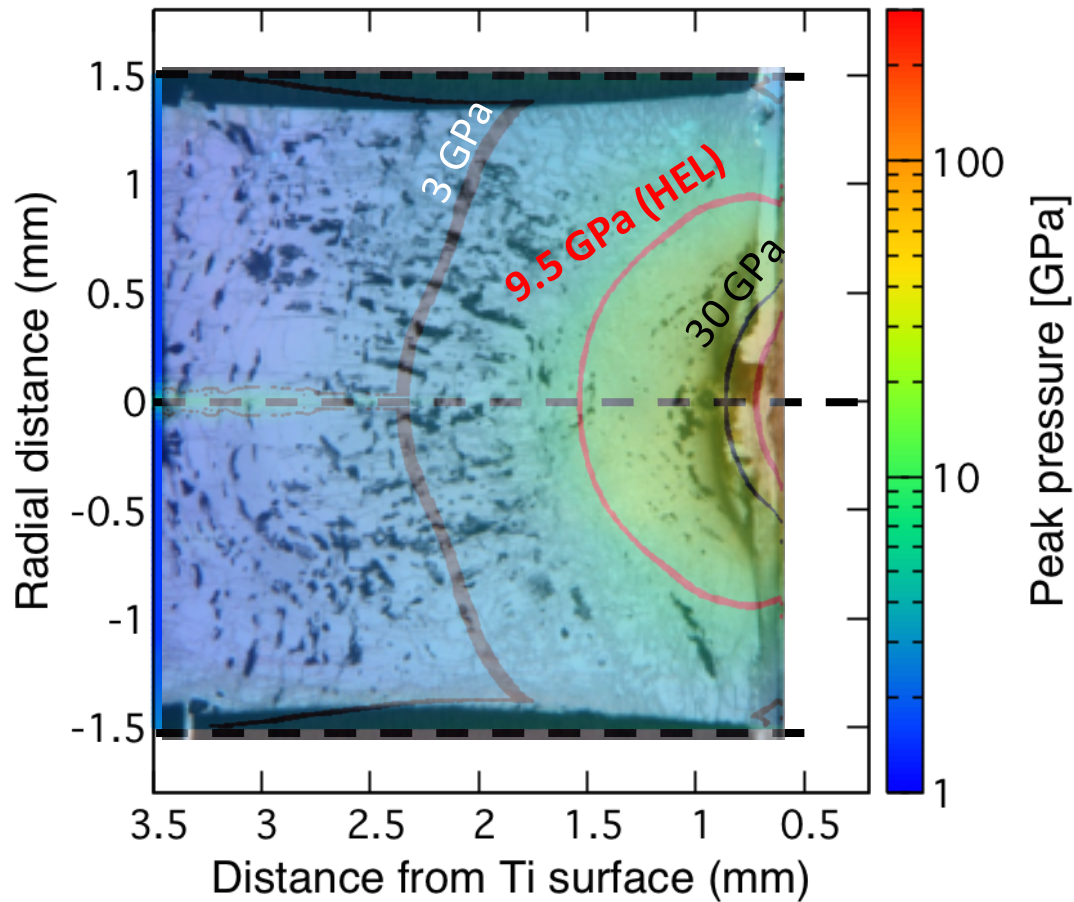 1.5
1
0.5
0
-0.5
-1
-1.5
Radial distance (mm)
3 GPa
9.5 GPa (HEL)
30 GPa
3.5 3 2.5 2 1.5 1 0.5
Distance from Ti surface (mm)
100
10
1
Peak pressure [GPa]